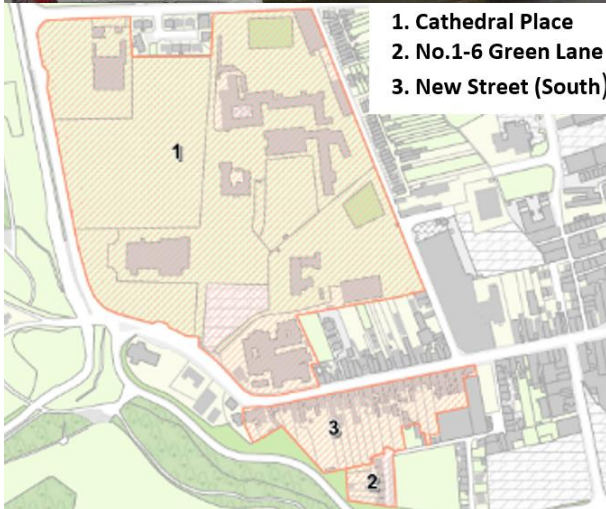 1. Cathedral Place
2. No.1-6 Green Lane
3. New Street (South)
1
3
2